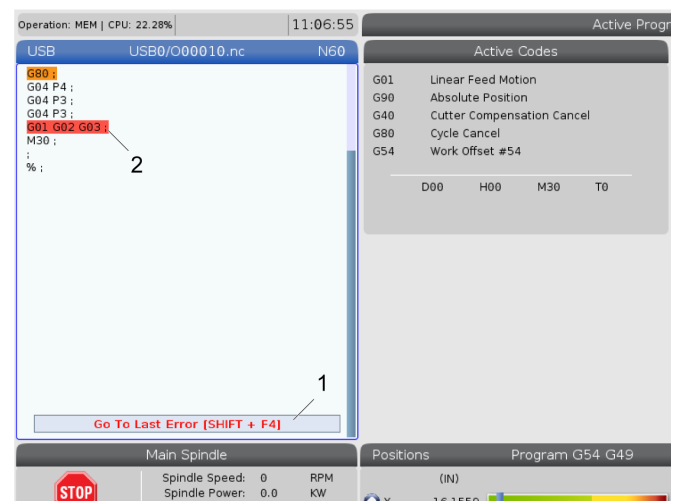 Operation: MEM | CPU: 22.28%
11:06:55
Active Progr
USB USB0/O00010.nc N60
G80 ;
G04 P4 ;
G04 P3 ;
G04 P3 ;
G01 G02 G03 ;
M30 ;
;
% ;
2
1
Go To Last Error [SHIFT + F4]
Active Codes
G01 Linear Feed Motion
G90 Absolute Position
G40 Cutter Compensation Cancel
G80 Cycle Cancel
G54 Work Offset #54
D00 H00 M30 T0
Main Spindle
STOP
Spindle Speed: 0 RPM
Spindle Power: 0.0 KW
Positions Program G54 G49
(IN)